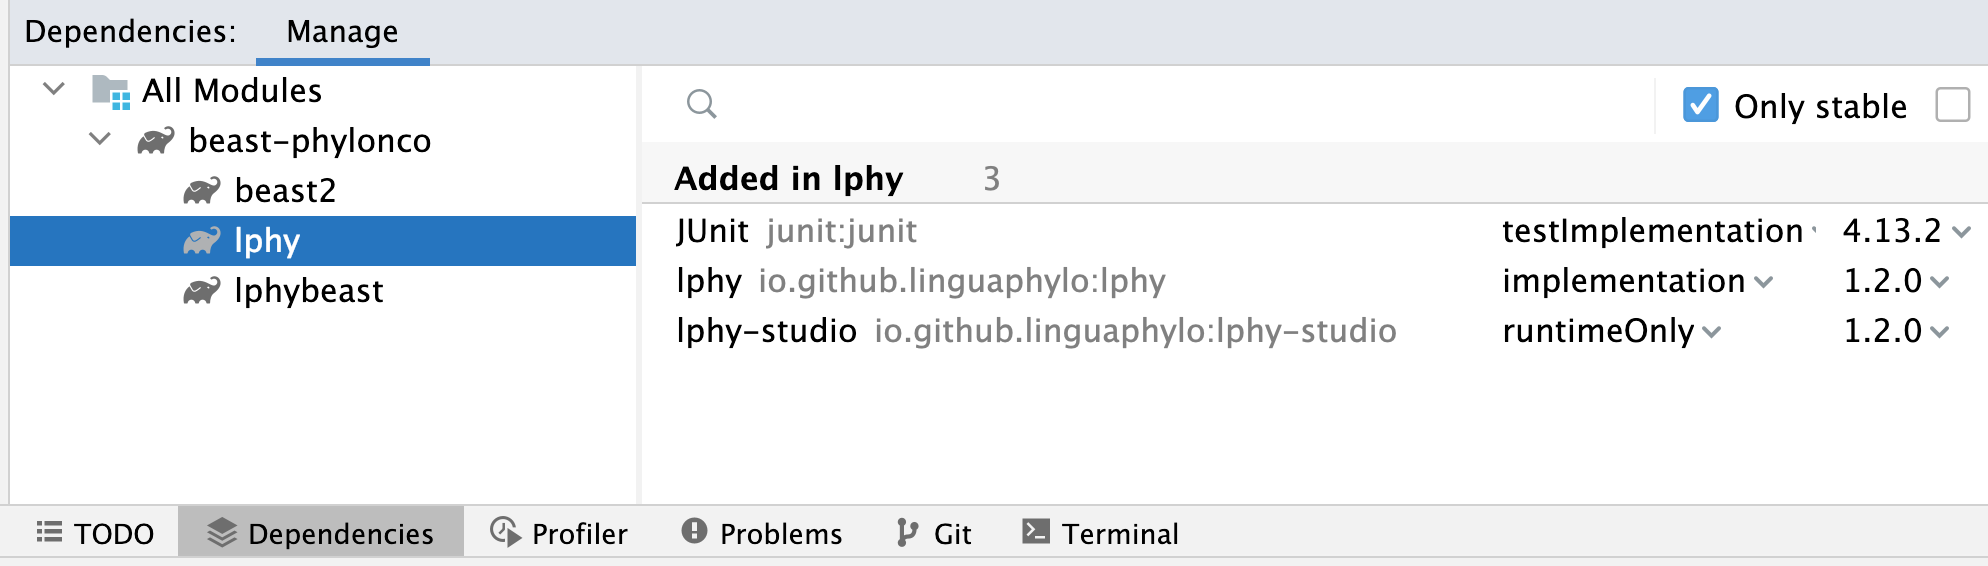 Dependencies: Manage
All Modules
beast-phylonco
beast2
lphy
lphybeast
Only stable
Added in lphy 3
JUnit junit:junit testImplementation 4.13.2
lphy io.github.linguaphylo:lphy implementation 1.2.0
lphy-studio io.github.linguaphylo:lphy-studio runtimeOnly 1.2.0
TODO Dependencies Profiler Problems Git Terminal